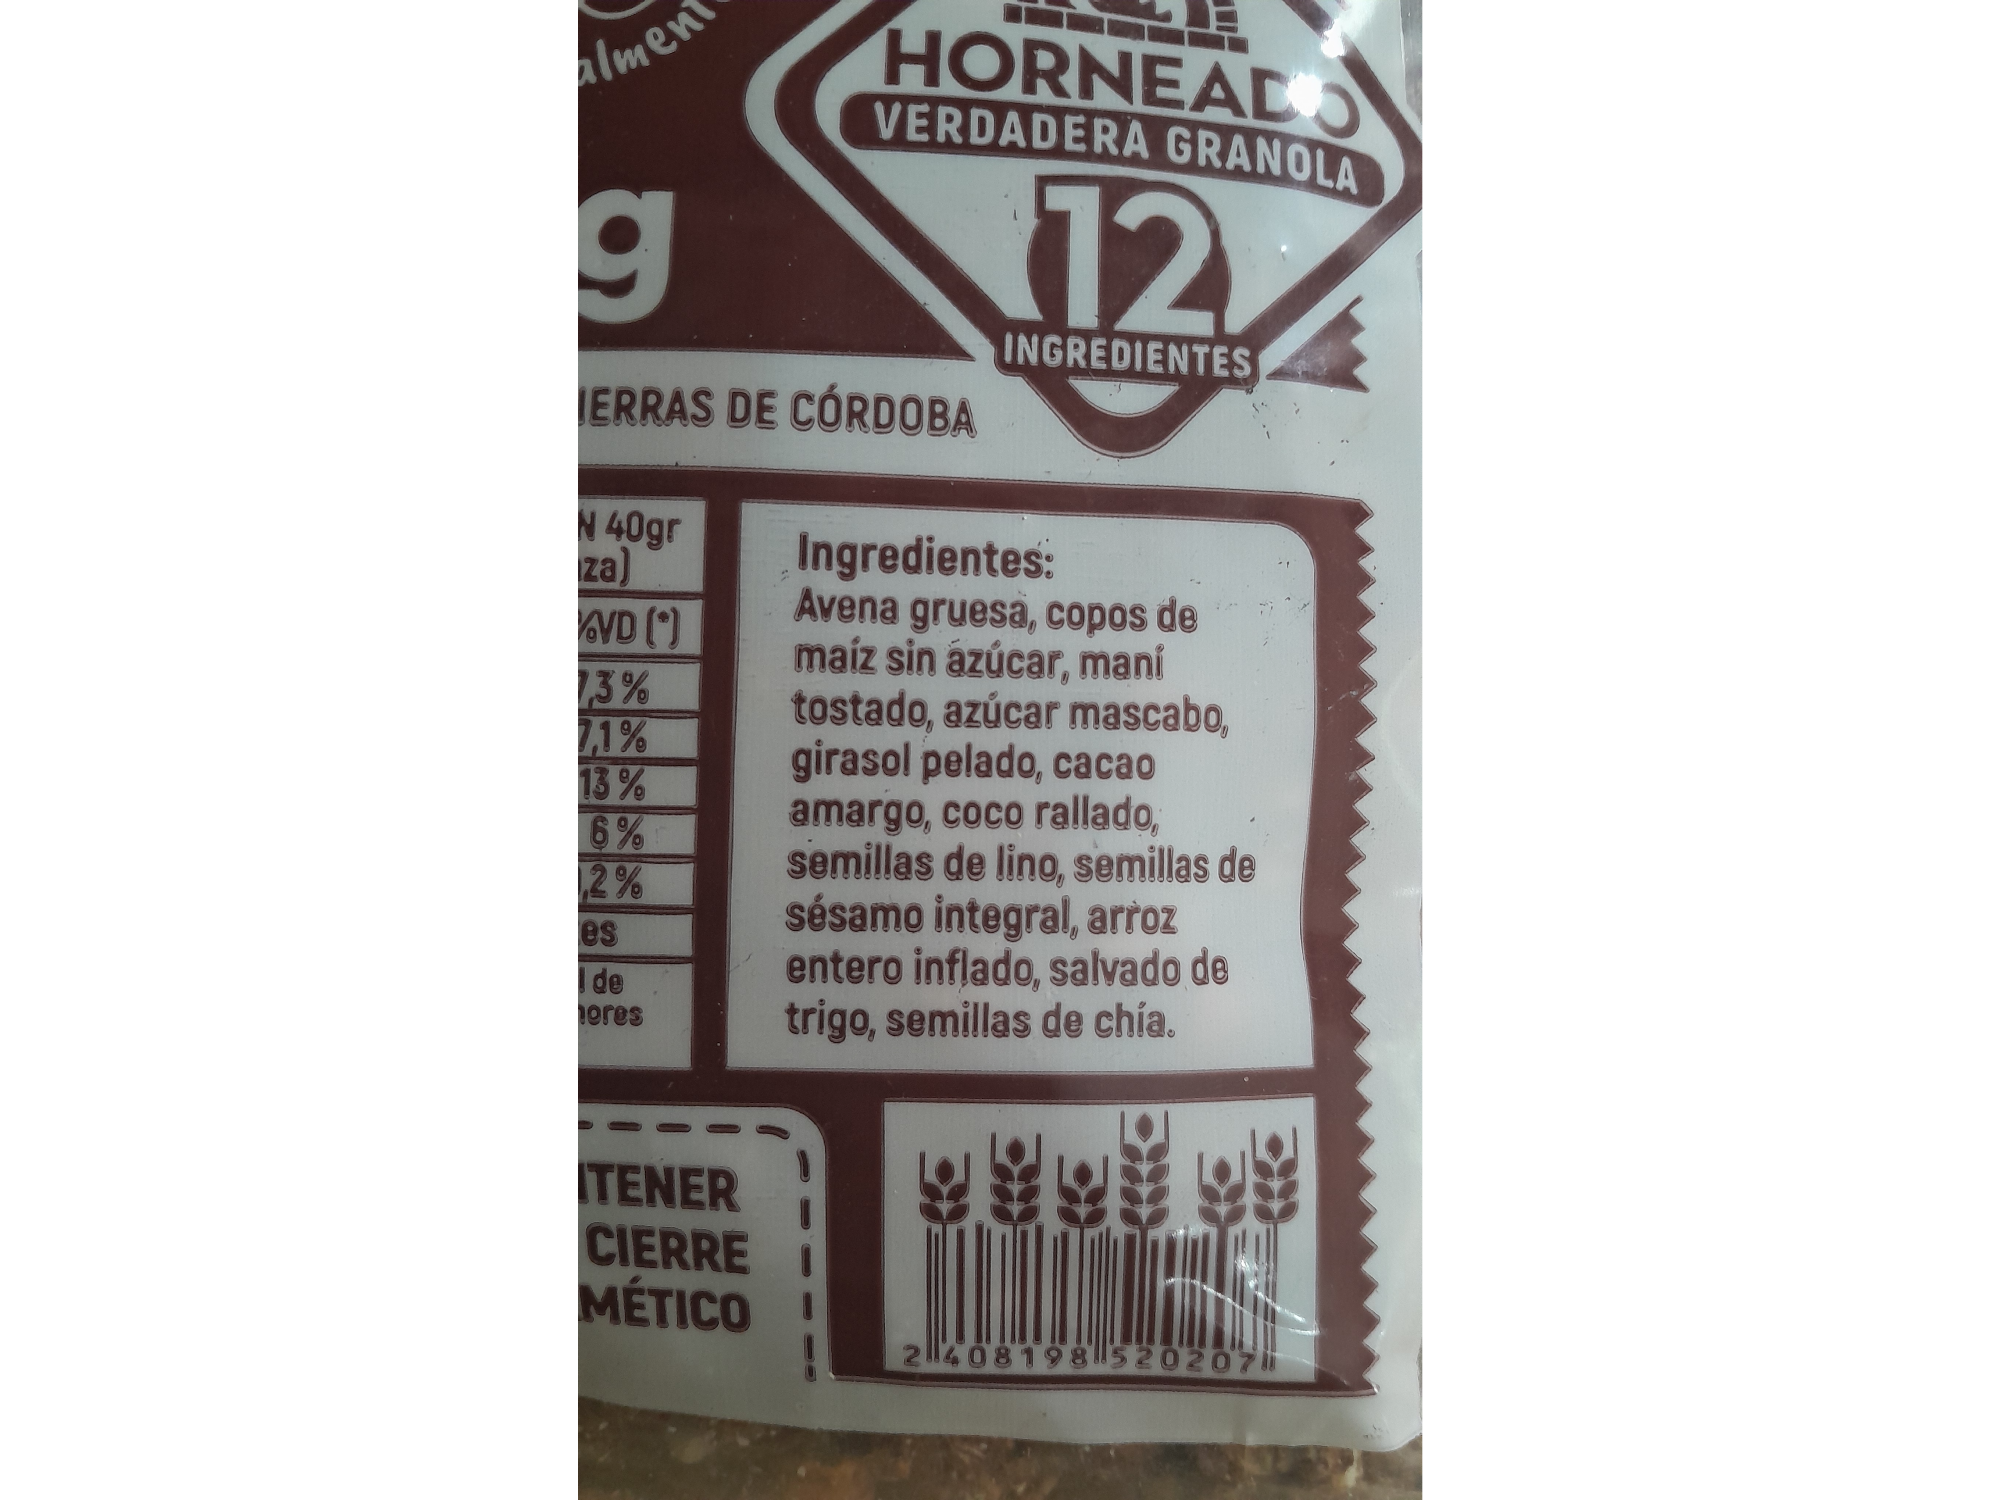 HORNEADO
VERDADERA GRANOLA
12
INGREDIENTES
g
IERRAS DE CÓRDOBA
N 40gr
za)
%VD (*)
7,3 %
7,1 %
13 %
6 %
,2 %
es
l de
nores
Ingredientes:
Avena gruesa, copos de
maíz sin azúcar, maní
tostado, azúcar mascabo,
girasol pelado, cacao
amargo, coco rallado,
semillas de lino, semillas de
sésamo integral, arroz
entero inflado, salvado de
trigo, semillas de chía.
TENER
CIERRE
MÉTICO
2 408198 520207